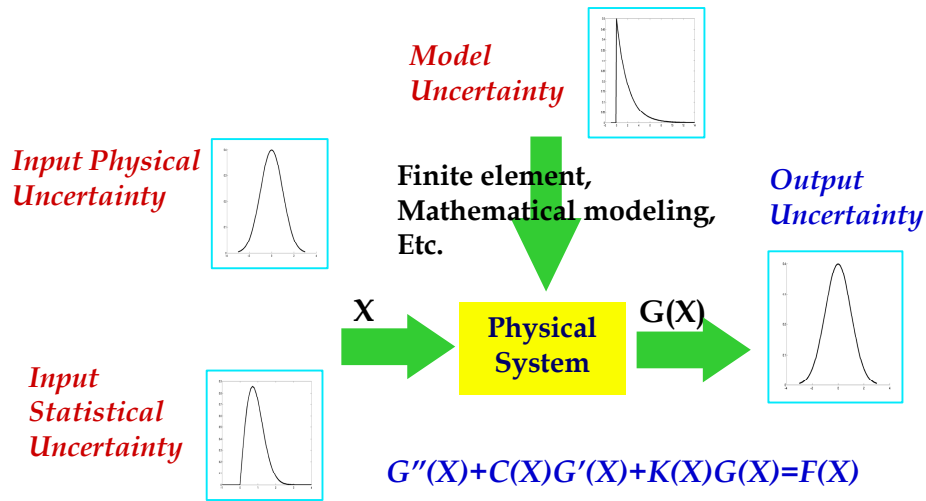 Model
Uncertainty
Input Physical
Uncertainty
Finite element,
Mathematical modeling,
Etc.
Output
Uncertainty
X
Physical
System
G(X)
Input
Statistical
Uncertainty
G″(X)+C(X)G′(X)+K(X)G(X)=F(X)